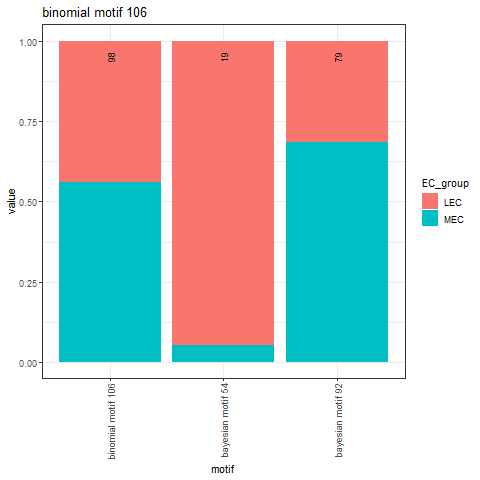 binomial motif 106
1.00
0.75
0.50
0.25
0.00
value
98
19
79
binomial motif 106
bayesian motif 54
bayesian motif 92
motif
EC_group
LEC
MEC